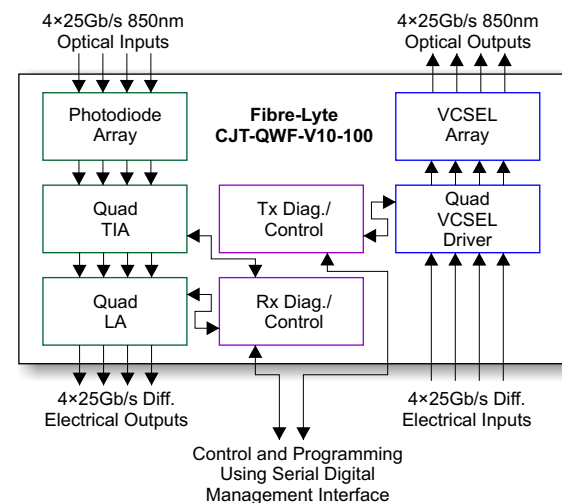 4×25Gb/s 850nm
Optical Inputs
4×25Gb/s 850nm
Optical Outputs
Photodiode
Array
Fibre-Lyte
CJT-QWF-V10-100
VCSEL
Array
Quad
TIA
Tx Diag./
Control
Quad
VCSEL
Driver
Quad
LA
Rx Diag./
Control
4×25Gb/s Diff.
Electrical Outputs
4×25Gb/s Diff.
Electrical Inputs
Control and Programming
Using Serial Digital
Management Interface